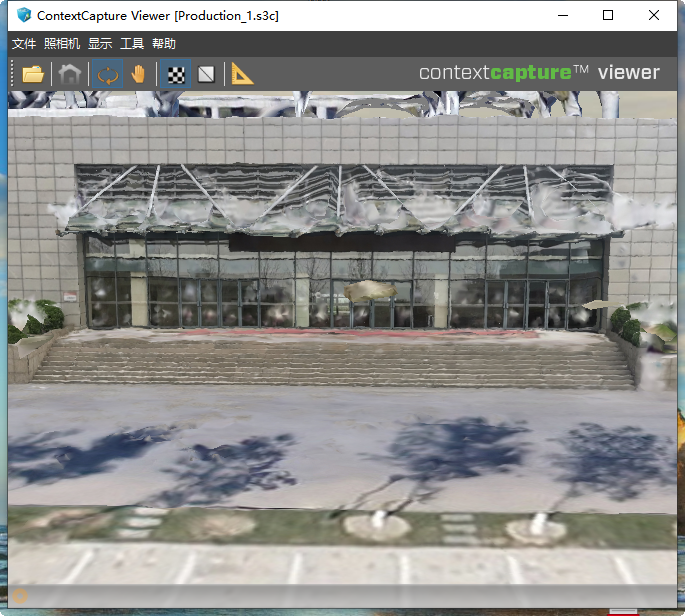 ContextCapture Viewer [Production_1.s3c]
文件 照相机 显示 工具 帮助
contextcapture™ viewer